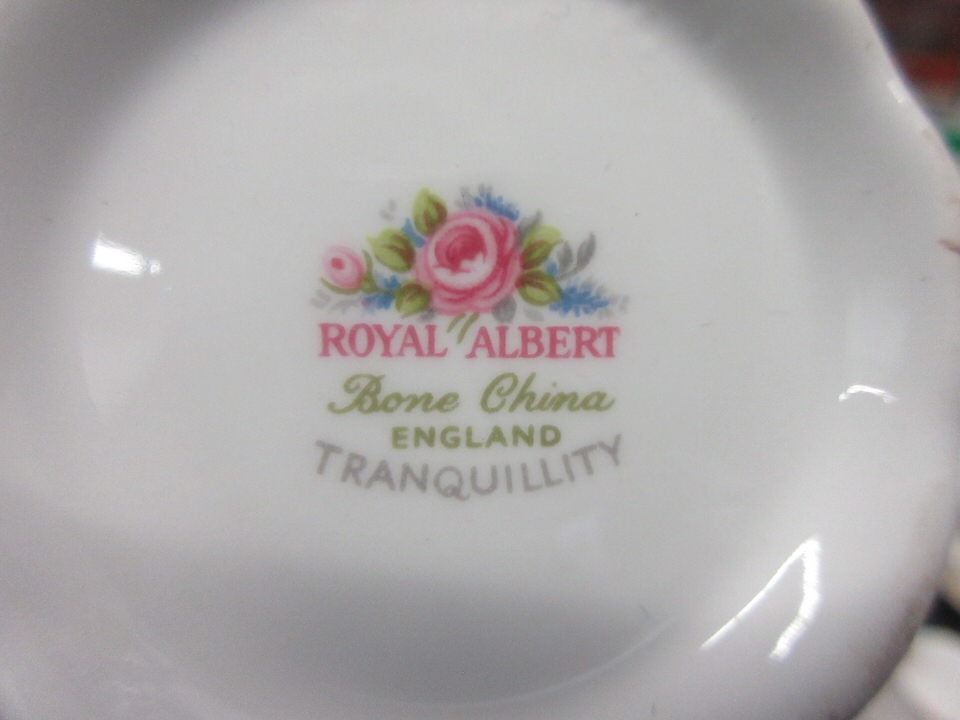 ROYAL ALBERT
Bone China
ENGLAND
TRANQUILLITY